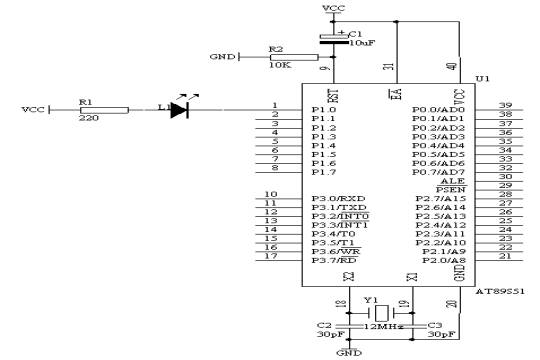 VCC
C1
10uF
GND
R2
10K
9
31
40
U1
VCC
R1
220
L1
RST
EA
VCC
1 P1.0 P0.0/AD0 39
2 P1.1 P0.1/AD1 38
3 P1.2 P0.2/AD2 37
4 P1.3 P0.3/AD3 36
5 P1.4 P0.4/AD4 35
6 P1.5 P0.5/AD5 34
7 P1.6 P0.6/AD6 33
8 P1.7 P0.7/AD7 32
ALE 30
PSEN 29
10 P3.0/RXD P2.7/A15 28
11 P3.1/TXD P2.6/A14 27
12 P3.2/INT0 P2.5/A13 26
13 P3.3/INT1 P2.4/A12 25
14 P3.4/T0 P2.3/A11 24
15 P3.5/T1 P2.2/A10 23
16 P3.6/WR P2.1/A9 22
17 P3.7/RD P2.0/A8 21
X2
X1
GND
AT89S51
18
Y1
19
20
C2
12MHz
C3
30pF
30pF
GND